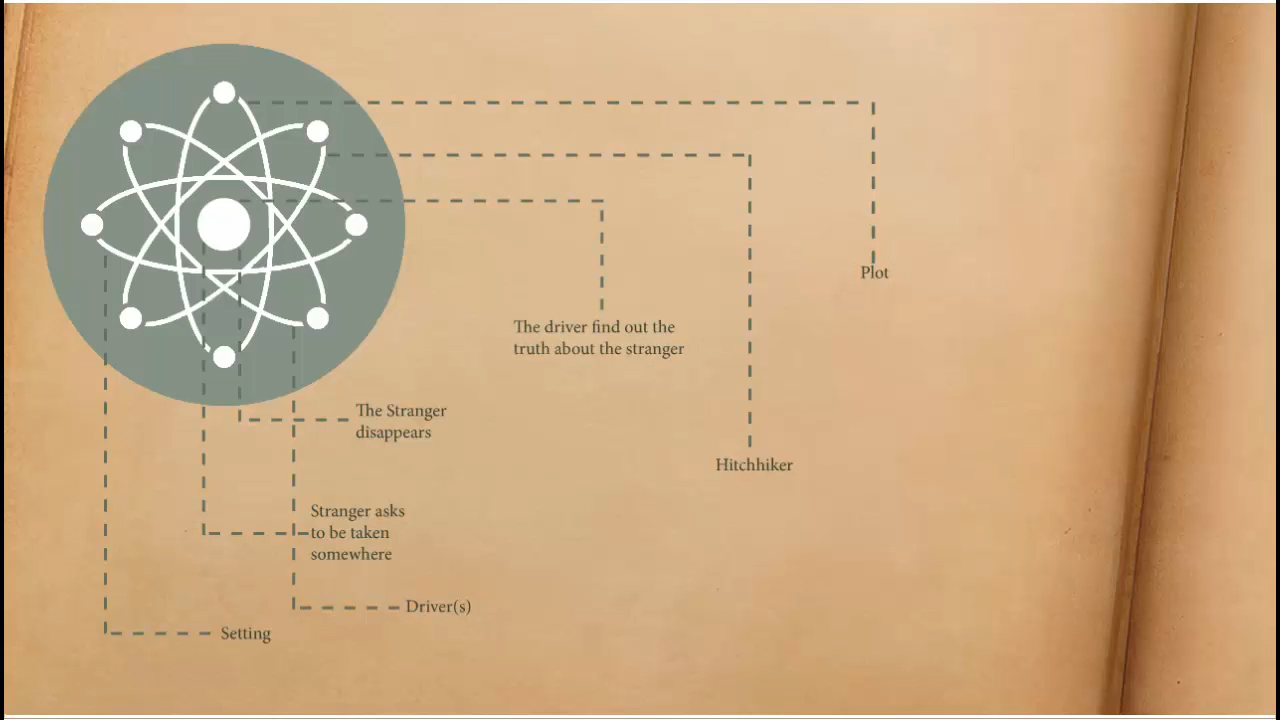 Plot
The driver find out the
truth about the stranger
The Stranger
disappears
Hitchhiker
Stranger asks
to be taken
somewhere
Driver(s)
Setting